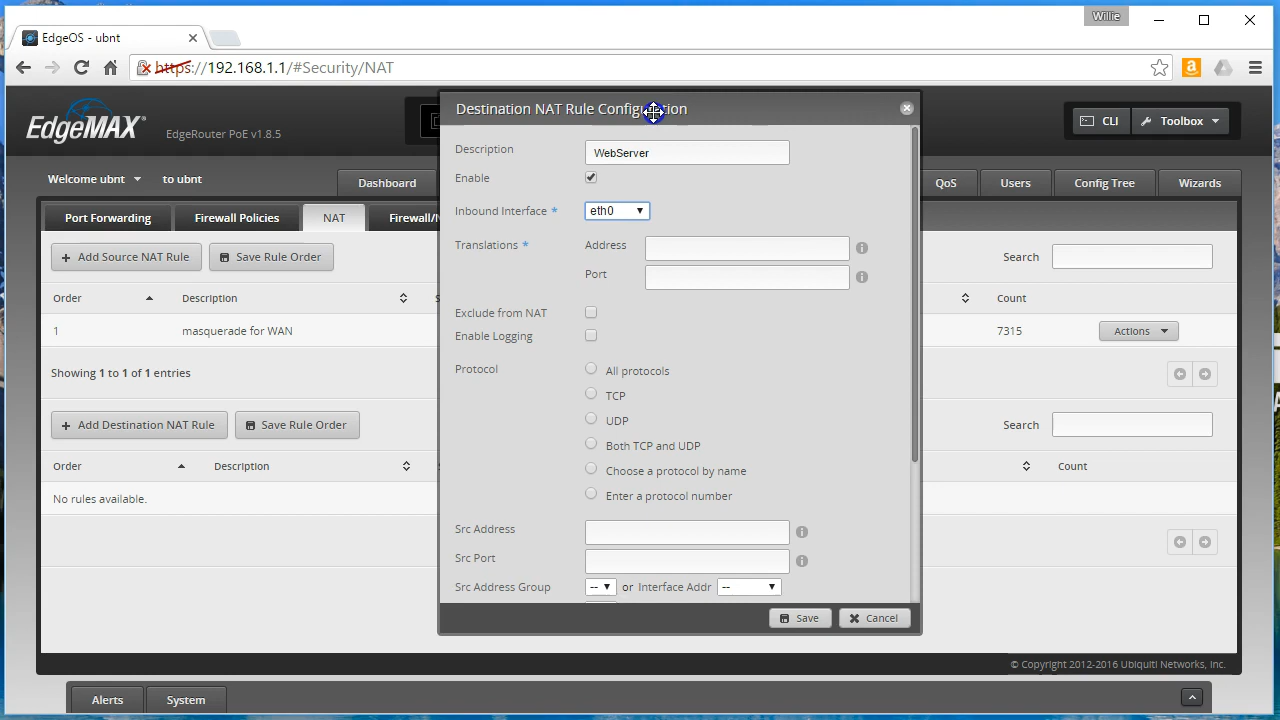 Willie
EdgeOS - ubnt
https://192.168.1.1/#Security/NAT
EdgeMAX®
EdgeRouter PoE v1.8.5
CLI
Toolbox
Welcome ubnt
to ubnt
Dashboard
QoS
Users
Config Tree
Wizards
Port Forwarding
Firewall Policies
NAT
Firewall/N
+ Add Source NAT Rule
Save Rule Order
Search
Order
Description
S
Count
1
masquerade for WAN
7315
Actions
Showing 1 to 1 of 1 entries
+ Add Destination NAT Rule
Save Rule Order
Search
Order
Description
S
Count
No rules available.
Destination NAT Rule Configuration
Description
WebServer
Enable
Inbound Interface *
eth0
Translations *
Address
Port
Exclude from NAT
Enable Logging
Protocol
All protocols
TCP
UDP
Both TCP and UDP
Choose a protocol by name
Enter a protocol number
Src Address
Src Port
Src Address Group
--
or Interface Addr
--
Save
Cancel
© Copyright 2012-2016 Ubiquiti Networks, Inc.
Alerts
System